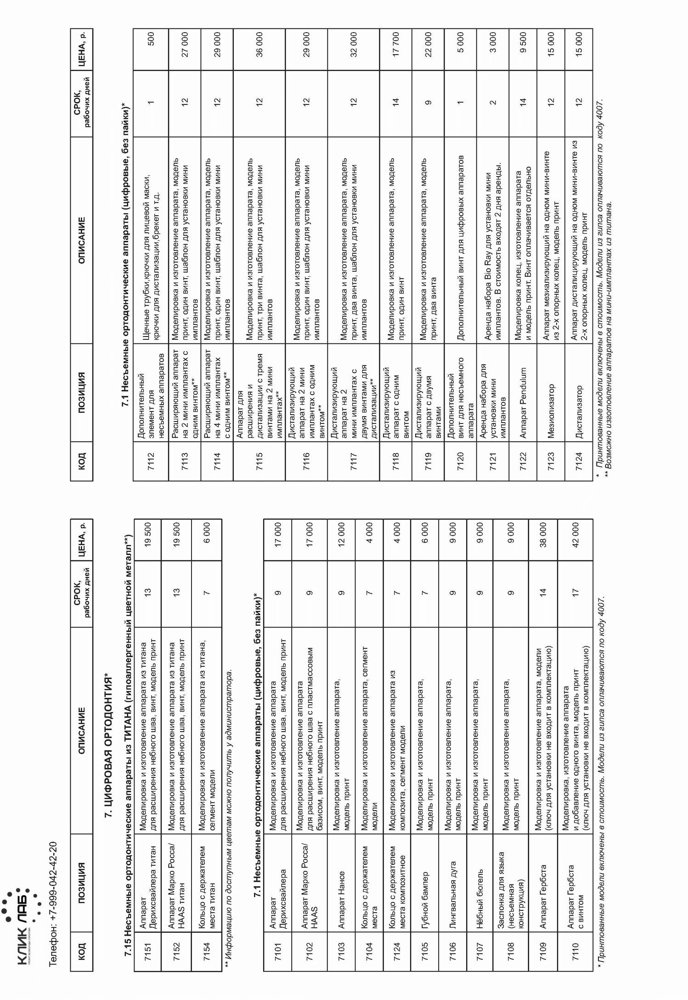 КЛИК ЛАБ
ПРОЕКТ ВСЕВОЛОДА СОКОЛОВА
Телефон: +7-999-042-42-20
КОД ПОЗИЦИЯ ОПИСАНИЕ СРОК, рабочих дней ЦЕНА, р.
7. ЦИФРОВАЯ ОРТОДОНТИЯ*
7.15 Несъемные ортодонтические аппараты из ТИТАНА (гипоаллергенный цветной металл**)
7151 Аппарат Дерихсвайлера титан Моделировка и изготовление аппарата из титана для расширения небного шва, винт, модель принт 13 19 500
7152 Аппарат Марко Росса/ HAAS титан Моделировка и изготовление аппарата из титана для расширения небного шва, винт, модель принт 13 19 500
7154 Кольцо с держателем места титан Моделировка и изготовление аппарата из титана, сегмент модели 7 6 000
** Информацию по доступным цветам можно получить у администратора.
7.1 Несъемные ортодонтические аппараты (цифровые, без пайки)*
7101 Аппарат Дерихсвайлера Моделировка и изготовление аппарата для расширения небного шва, винт, модель принт 9 17 000
7102 Аппарат Марко Росса/ HAAS Моделировка и изготовление аппарата для расширения небного шва с пластмассовым базисом, винт, модель принт 9 17 000
7103 Аппарат Нансе Моделировка и изготовление аппарата, модель принт 9 12 000
7104 Кольцо с держателем места Моделировка и изготовление аппарата, сегмент модели 7 4 000
7124 Кольцо с держателем места композитное Моделировка и изготовление аппарата из композита, сегмент модели 7 4 000
7105 Губной бампер Моделировка и изготовление аппарата, модель принт 7 6 000
7106 Лингвальная дуга Моделировка и изготовление аппарата, модель принт 9 9 000
7107 Нёбный бюгель Моделировка и изготовление аппарата, модель принт 9 9 000
7108 Заслонка для языка (несъемная конструкция) Моделировка и изготовление аппарата, модель принт 9 9 000
7109 Аппарат Гербста Моделировка и изготовление аппарата, модели (ключ для установки не входит в комплектацию) 14 38 000
7110 Аппарат Гербста с винтом Моделировка, изготовление аппарата и добавление одного винта, модель принт (ключ для установки не входит в комплектацию) 17 42 000
* Принтованные модели включены в стоимость. Модели из гипса оплачиваются по коду 4007.
КОД ПОЗИЦИЯ ОПИСАНИЕ СРОК, рабочих дней ЦЕНА, р.
7.1 Несъемные ортодонтические аппараты (цифровые, без пайки)*
7112 Дополнительный элемент для несъемных аппаратов Щечные трубки,крючки для лицевой маски, крючки для дистализации,брекет и т.д. 1 500
7113 Расширяющий аппарат на 2 мини имплантах с одним винтом** Моделировка и изготовление аппарата, модель принт, один винт, шаблон для установки мини имплантов 12 27 000
7114 Расширяющий аппарат на 4 мини имплантах с одним винтом** Моделировка и изготовление аппарата, модель принт, один винт, шаблон для установки мини имплантов 12 29 000
7115 Аппарат для расширения и дистализации с тремя винтами на 2 мини имплантах** Моделировка и изготовление аппарата, модель принт, три винта, шаблон для установки мини имплантов 12 36 000
7116 Дистализирующий аппарат на 2 мини имплантах с одним винтом** Моделировка и изготовление аппарата, модель принт, один винт, шаблон для установки мини имплантов 12 29 000
7117 Дистализирующий аппарат на 2 мини имплантах с двумя винтами для дистализации** Моделировка и изготовление аппарата, модель принт, два винта, шаблон для установки мини имплантов 12 32 000
7118 Дистализирующий аппарат с одним винтом Моделировка и изготовление аппарата, модель принт, один винт 14 17 700
7119 Дистализирующий аппарат с двумя винтами Моделировка и изготовление аппарата, модель принт, два винта 9 22 000
7120 Дополнительный винт для несъемного аппарата Дополнительный винт для цифровых аппаратов 1 5 000
7121 Аренда набора для установки мини имплантов Аренда набора Bio Ray для установки мини имплантов. В стоимость входят 2 дня аренды. 2 3 000
7122 Аппарат Pendulum Моделировка колец, изготовление аппарата и модель принт. Винт оплачивается отдельно 14 9 500
7123 Мезиолизатор Аппарат мезиализирующий на одном мини-винте из 2-х опорных колец, модель принт 12 15 000
7124 Дистализатор Аппарат дисталицирующий на одном мини-винте из 2-х опорных колец, модель принт 12 15 000
* Принтованные модели включены в стоимость. Модели из гипса оплачиваются по коду 4007.
** Возможно изготовление аппаратов на мини-имплантах из титана.